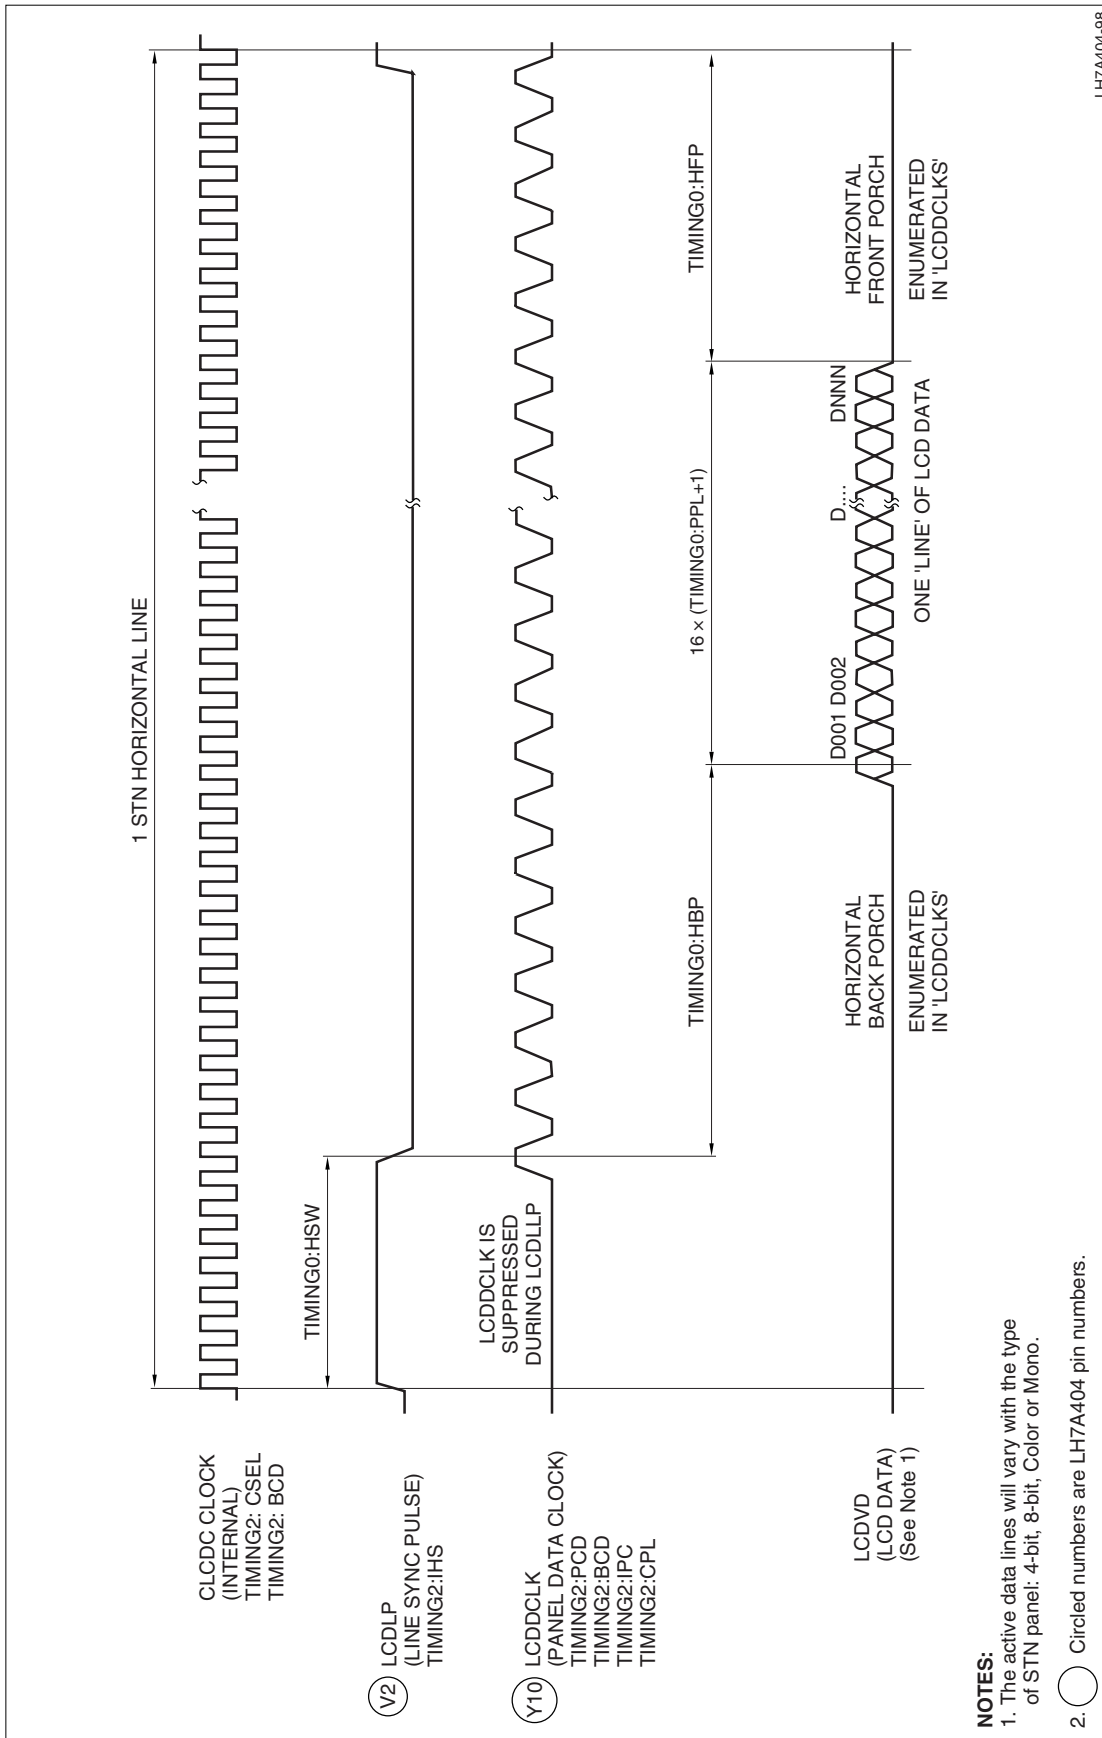 1 STN HORIZONTAL LINE
CLCDC CLOCK
(INTERNAL)
TIMING2: CSEL
TIMING2: BCD
TIMING0:HSW
V2
LCDLP
(LINE SYNC PULSE)
TIMING2:IHS
LCDDCLK IS
SUPPRESSED
DURING LCDLLP
Y10
LCDDCLK
(PANEL DATA CLOCK)
TIMING2:PCD
TIMING2:BCD
TIMING2:IPC
TIMING2:CPL
TIMING0:HBP
16 × (TIMING0:PPL+1)
TIMING0:HFP
D001 D002
D....
DNNN
LCDVD
(LCD DATA)
(See Note 1)
HORIZONTAL
BACK PORCH
ENUMERATED
IN 'LCDDCLKS'
ONE 'LINE' OF LCD DATA
HORIZONTAL
FRONT PORCH
ENUMERATED
IN 'LCDDCLKS'
NOTES:
1. The active data lines will vary with the type
of STN panel: 4-bit, 8-bit, Color or Mono.
2. Circled numbers are LH7A404 pin numbers.
LH7A404-98